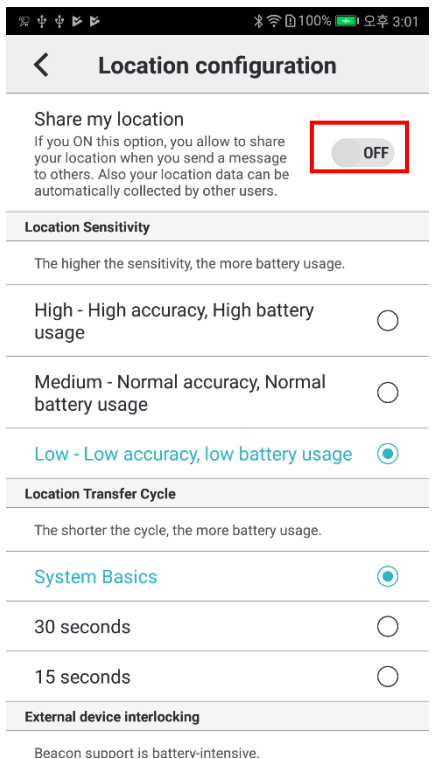 100% 오후 3:01
Location configuration
Share my location
If you ON this option, you allow to share
your location when you send a message
to others. Also your location data can be
automatically collected by other users.
OFF
Location Sensitivity
The higher the sensitivity, the more battery usage.
High - High accuracy, High battery
usage
Medium - Normal accuracy, Normal
battery usage
Low - Low accuracy, low battery usage
Location Transfer Cycle
The shorter the cycle, the more battery usage.
System Basics
30 seconds
15 seconds
External device interlocking
Beacon support is battery-intensive.